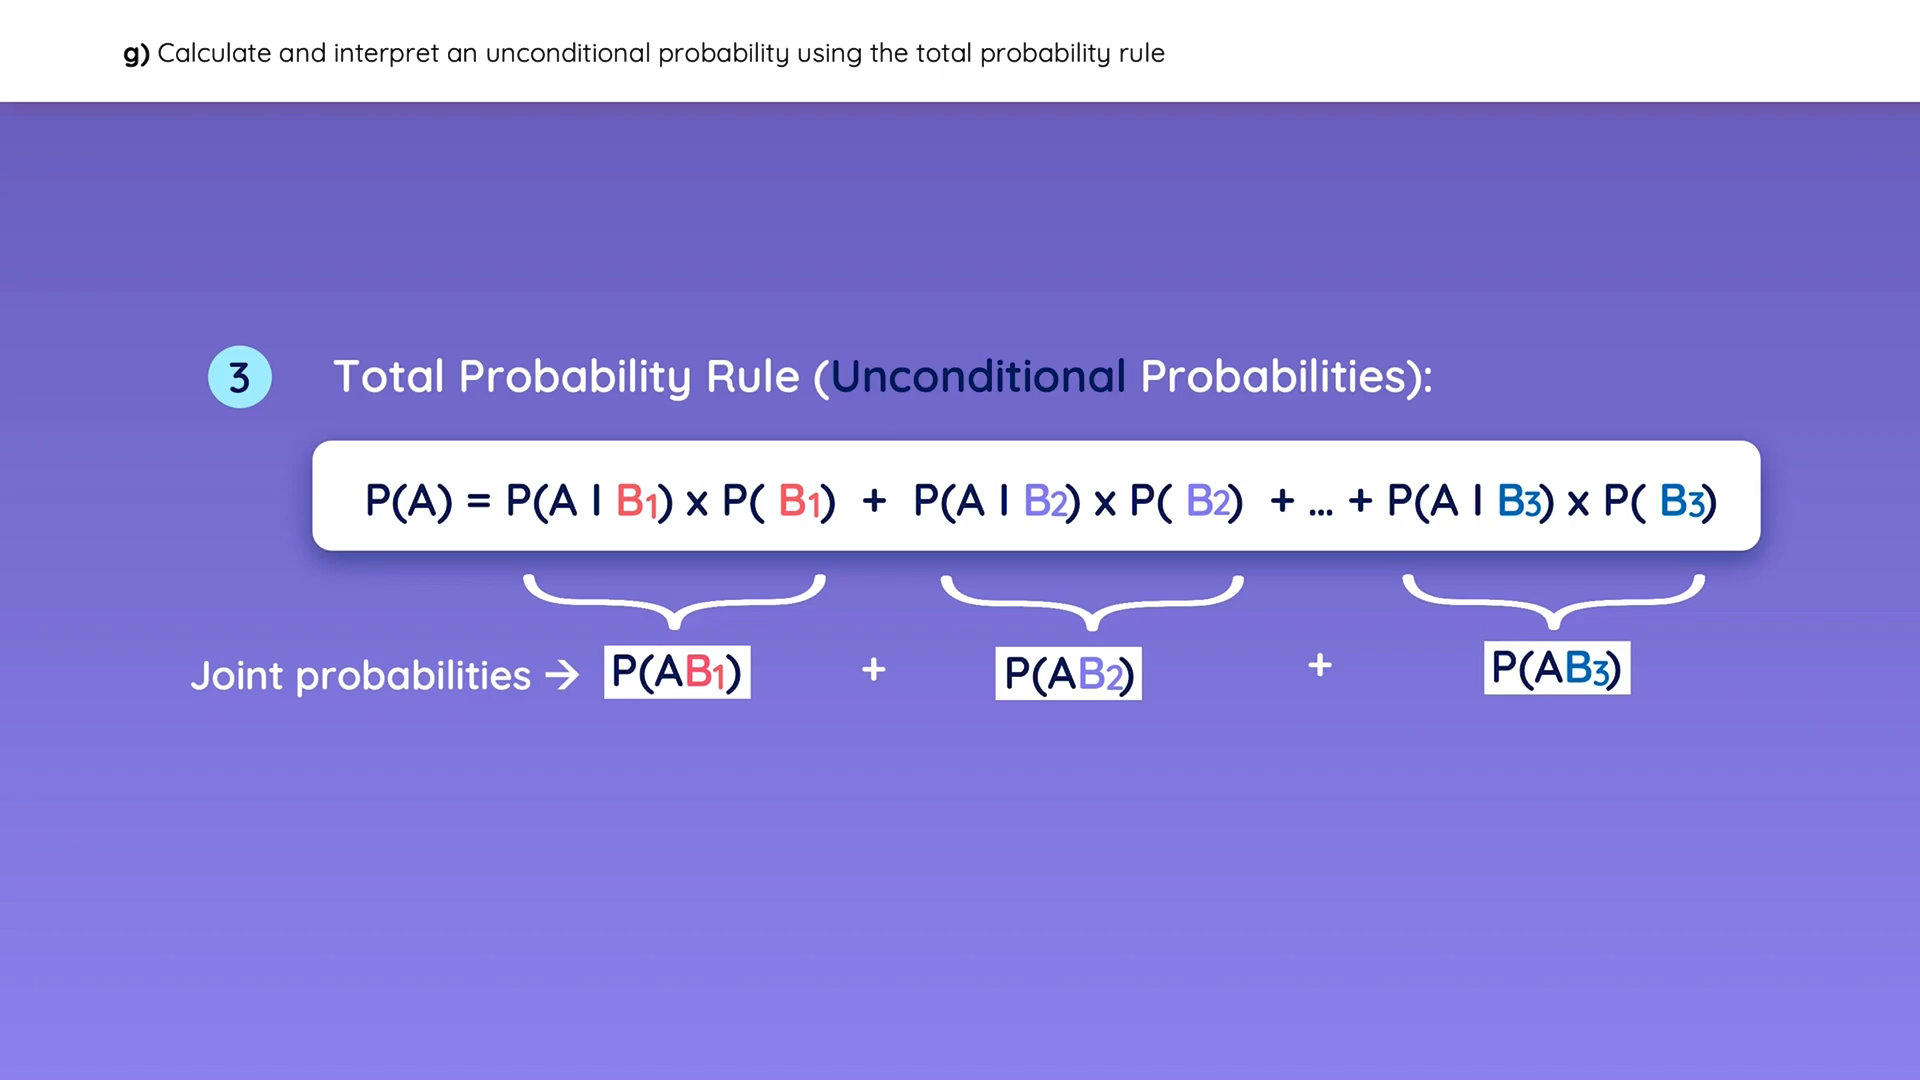 g) Calculate and interpret an unconditional probability using the total probability rule
3 Total Probability Rule (Unconditional Probabilities):
P(A) = P(A | B1) x P( B1) + P(A | B2) x P( B2) + ... + P(A | B3) x P( B3)
Joint probabilities → P(AB1) + P(AB2) + P(AB3)